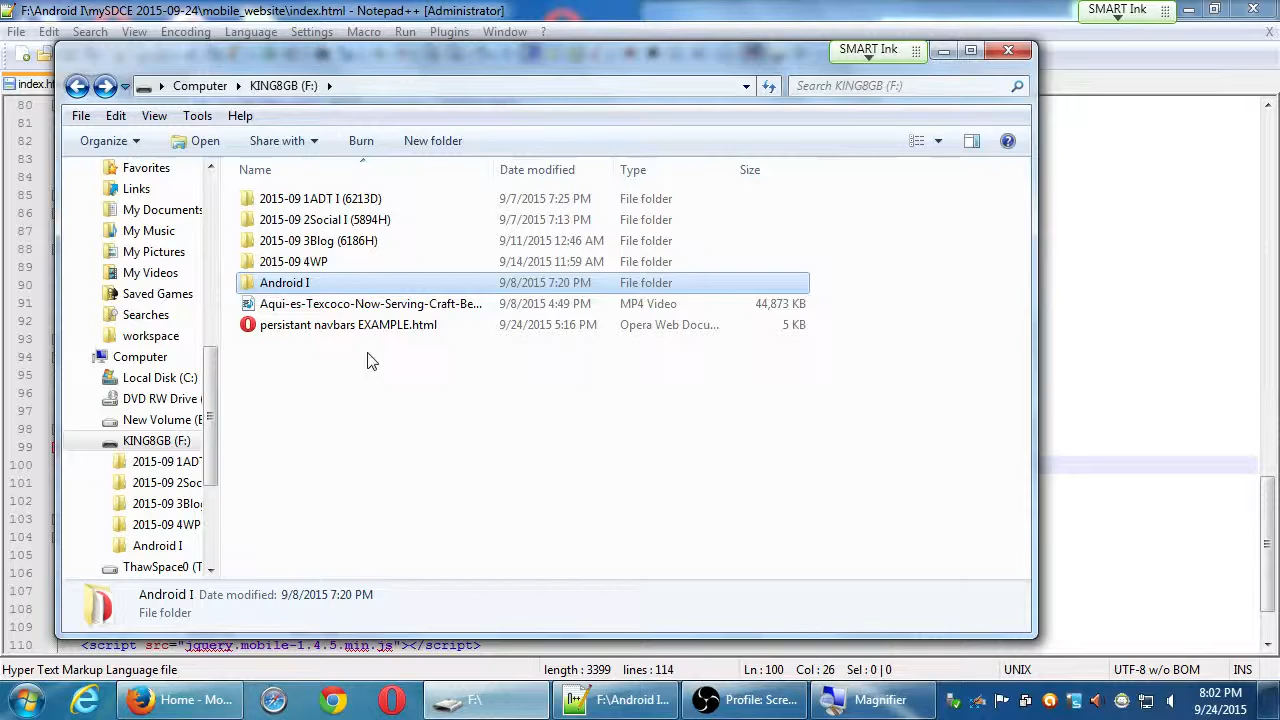 F:\Android I\mySDCE 2015-09-24\mobile_website\index.html - Notepad++ [Administrator]
SMART Ink
File Edit Search View Encoding Language Settings Macro Run Plugins Window ?
X
SMART Ink
Computer KING8GB (F:)
Search KING8GB (F:)
File Edit View Tools Help
Organize Open Share with Burn New folder
Name Date modified Type Size
2015-09 1ADT I (6213D) 9/7/2015 7:25 PM File folder
2015-09 2Social I (5894H) 9/7/2015 7:13 PM File folder
2015-09 3Blog (6186H) 9/11/2015 12:46 AM File folder
2015-09 4WP 9/14/2015 11:59 AM File folder
Android I 9/8/2015 7:20 PM File folder
Aqui-es-Texcoco-Now-Serving-Craft-Be... 9/8/2015 4:49 PM MP4 Video 44,873 KB
persistant navbars EXAMPLE.html 9/24/2015 5:16 PM Opera Web Docu... 5 KB
Favorites
Links
My Documents
My Music
My Pictures
My Videos
Saved Games
Searches
workspace
Computer
Local Disk (C:)
DVD RW Drive (
New Volume (E
KING8GB (F:)
2015-09 1ADT
2015-09 2Soc
2015-09 3Blog
2015-09 4WP
Android I
ThawSpace0 (T
Android I Date modified: 9/8/2015 7:20 PM
File folder
index.h
80
81
82
83
84
85
86
87
88
89
90
91
92
93
94
95
96
97
98
99
100
101
102
103
104
105
106
107
108
109
110 <script src="jquery.mobile-1.4.5.min.js"></script>
Hyper Text Markup Language file length : 3399 lines : 114 Ln : 100 Col : 26 Sel : 0 | 0 UNIX UTF-8 w/o BOM INS
Home - Mo... F:\ F:\Android I... Profile: Scre... Magnifier
8:02 PM
9/24/2015